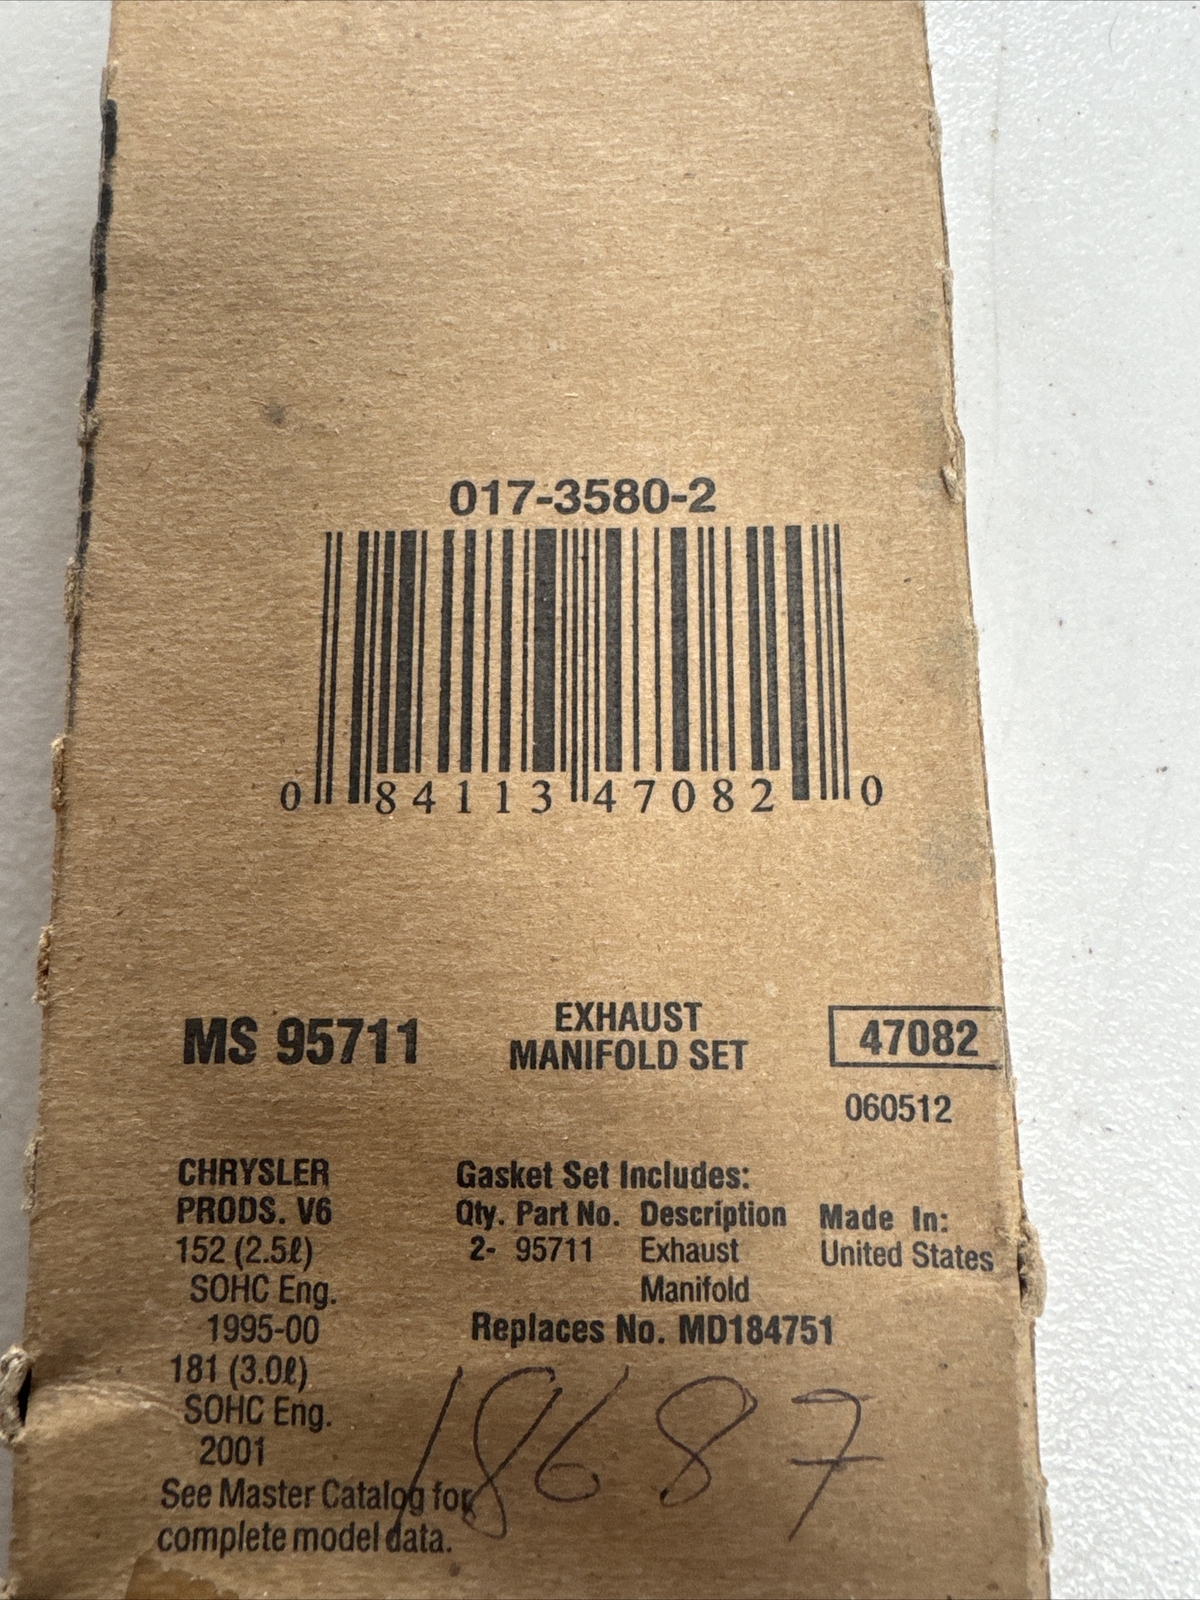 017-3580-2
0 84113 47082 0
MS 95711
EXHAUST
MANIFOLD SET
47082
060512
CHRYSLER
PRODS. V6
152 (2.5ℓ)
SOHC Eng.
1995-00
181 (3.0ℓ)
SOHC Eng.
2001
See Master Catalog for
complete model data.
Gasket Set Includes:
Qty. Part No. Description
2- 95711 Exhaust
Manifold
Replaces No. MD184751
Made In:
United States
18687